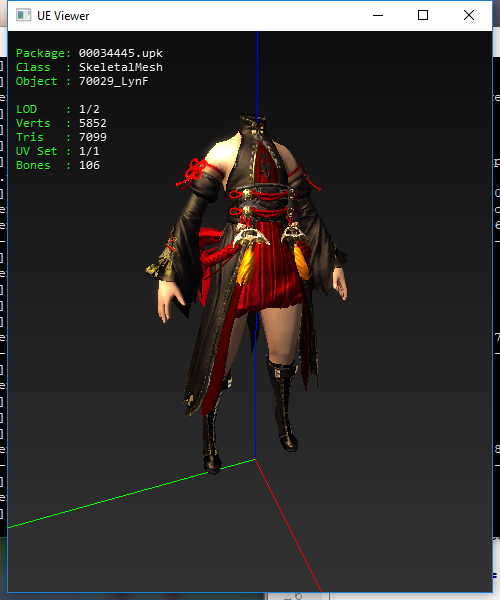 UE Viewer
Package: 00034445.upk
Class : SkeletalMesh
Object : 70029_LynF
LOD : 1/2
Verts : 5852
Tris : 7099
UV Set : 1/1
Bones : 106
26